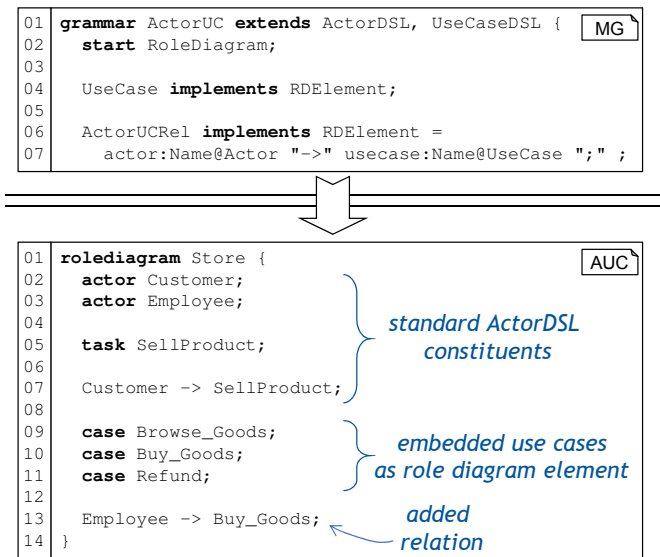 01 grammar ActorUC extends ActorDSL, UseCaseDSL {
MG
02 start RoleDiagram;
03
04 UseCase implements RDElement;
05
06 ActorUCRel implements RDElement =
07 actor:Name@Actor "->" usecase:Name@UseCase ";" ;
01 rolediagram Store {
AUC
02 actor Customer;
03 actor Employee;
04
05 task SellProduct;
06
07 Customer -> SellProduct;
08
standard ActorDSL
constituents
09 case Browse_Goods;
10 case Buy_Goods;
11 case Refund;
12
embedded use cases
as role diagram element
13 Employee -> Buy_Goods;
14 }
added
relation